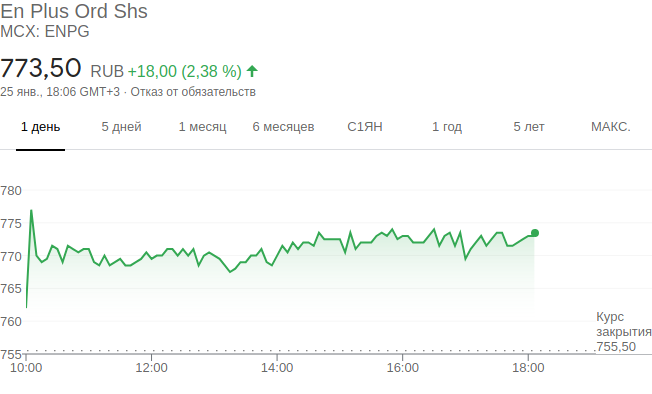 En Plus Ord Shs
MCX: ENPG
773,50 RUB +18,00 (2,38 %)
25 янв., 18:06 GMT+3 · Отказ от обязательств
1 день 5 дней 1 месяц 6 месяцев С1ЯН 1 год 5 лет МАКС.
780
775
770
765
760
Курс
закрытия
755,50
755
10:00 12:00 14:00 16:00 18:00